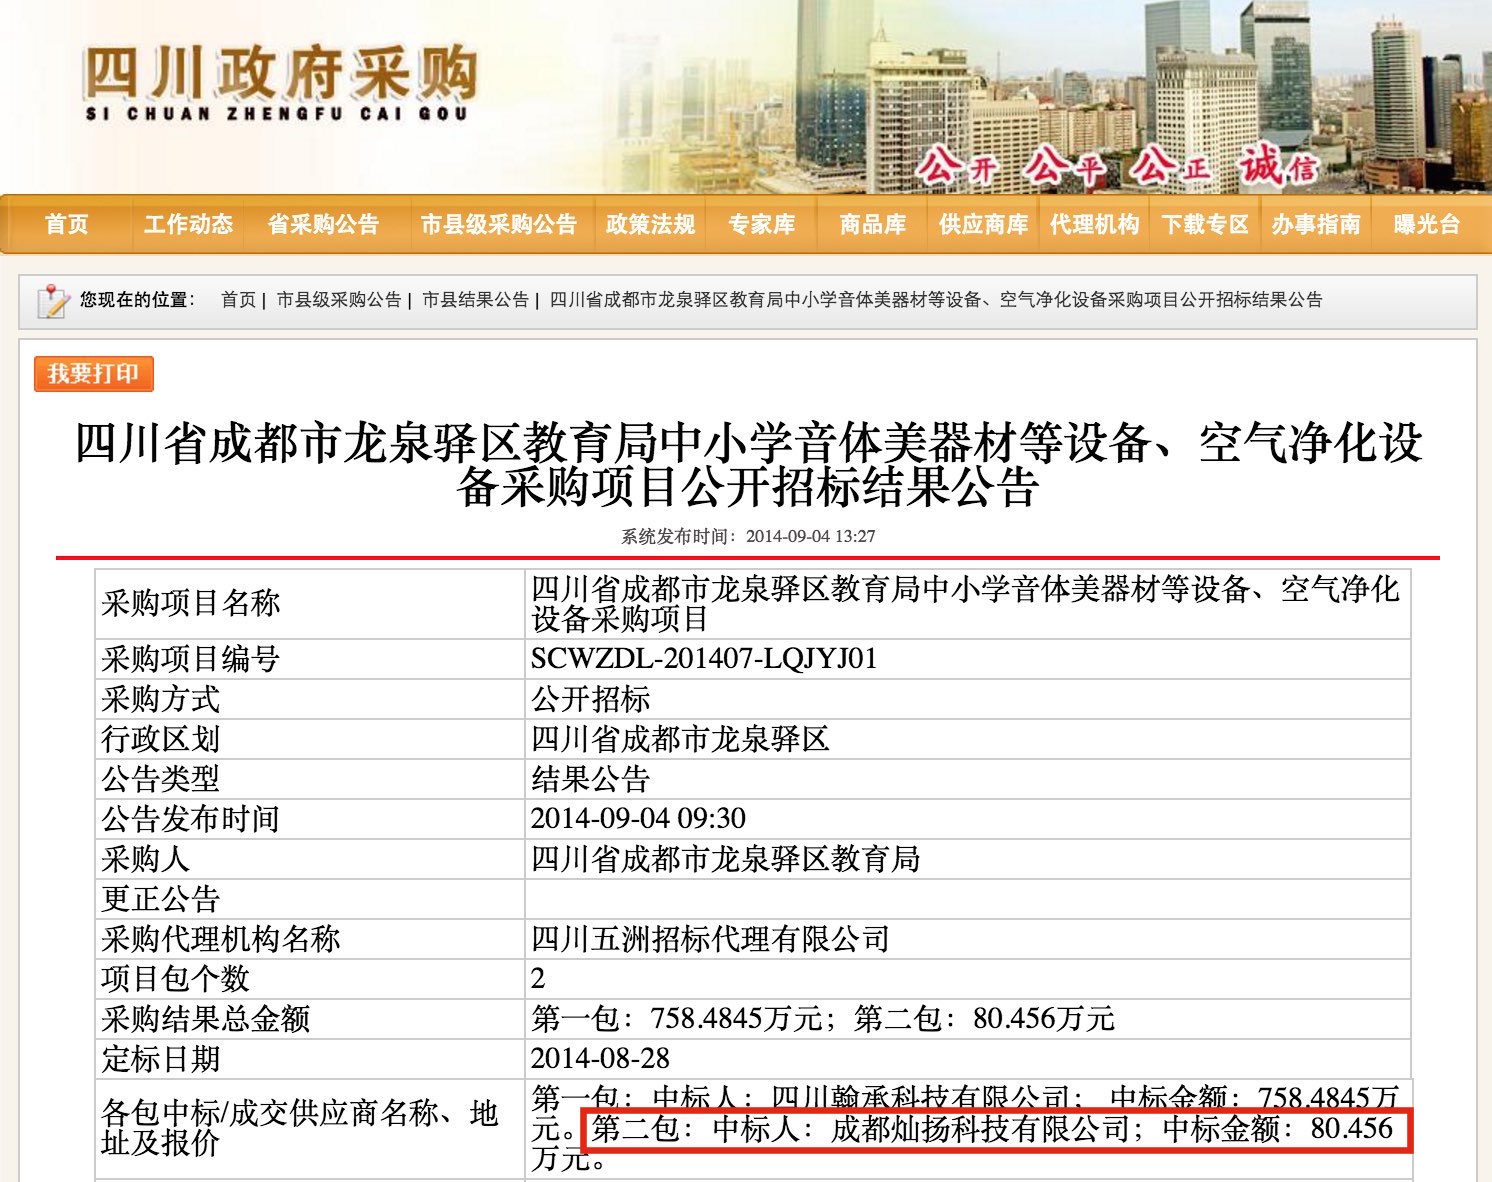 四川政府采购
SI CHUAN ZHENGFU CAI GOU
公开 公平 公正 诚信
首页 工作动态 省采购公告 市县级采购公告 政策法规 专家库 商品库 供应商库 代理机构 下载专区 办事指南 曝光台
您现在的位置： 首页 | 市县级采购公告 | 市县结果公告 | 四川省成都市龙泉驿区教育局中小学音体美器材等设备、空气净化设备采购项目公开招标结果公告
我要打印
四川省成都市龙泉驿区教育局中小学音体美器材等设备、空气净化设
备采购项目公开招标结果公告
系统发布时间：2014-09-04 13:27
采购项目名称
四川省成都市龙泉驿区教育局中小学音体美器材等设备、空气净化
设备采购项目
采购项目编号 SCWZDL-201407-LQJYJ01
采购方式 公开招标
行政区划 四川省成都市龙泉驿区
公告类型 结果公告
公告发布时间 2014-09-04 09:30
采购人 四川省成都市龙泉驿区教育局
更正公告
采购代理机构名称 四川五洲招标代理有限公司
项目包个数 2
采购结果总金额 第一包：758.4845万元；第二包：80.456万元
定标日期 2014-08-28
各包中标/成交供应商名称、地
址及报价
第一包：中标人：四川翰承科技有限公司； 中标金额：758.4845万
元。第二包：中标人：成都灿扬科技有限公司；中标金额：80.456
万元。